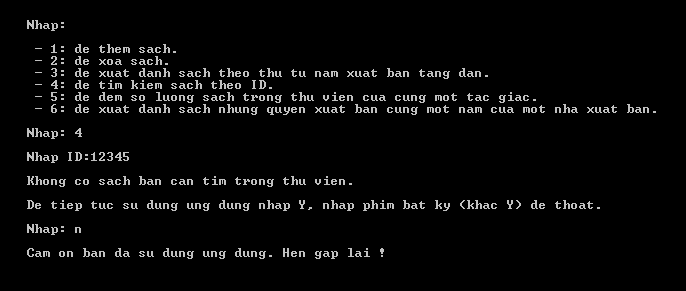 Nhap:
- 1: de them sach.
- 2: de xoa sach.
- 3: de xuat danh sach theo thu tu nam xuat ban tang dan.
- 4: de tim kiem sach theo ID.
- 5: de dem so luong sach trong thu vien cua cung mot tac giac.
- 6: de xuat danh sach nhung quyen xuat ban cung mot nam cua mot nha xuat ban.
Nhap: 4
Nhap ID:12345
Khong co sach ban can tim trong thu vien.
De tiep tuc su dung ung dung nhap Y, nhap phim bat ky (khac Y) de thoat.
Nhap: n
Cam on ban da su dung ung dung. Hen gap lai !